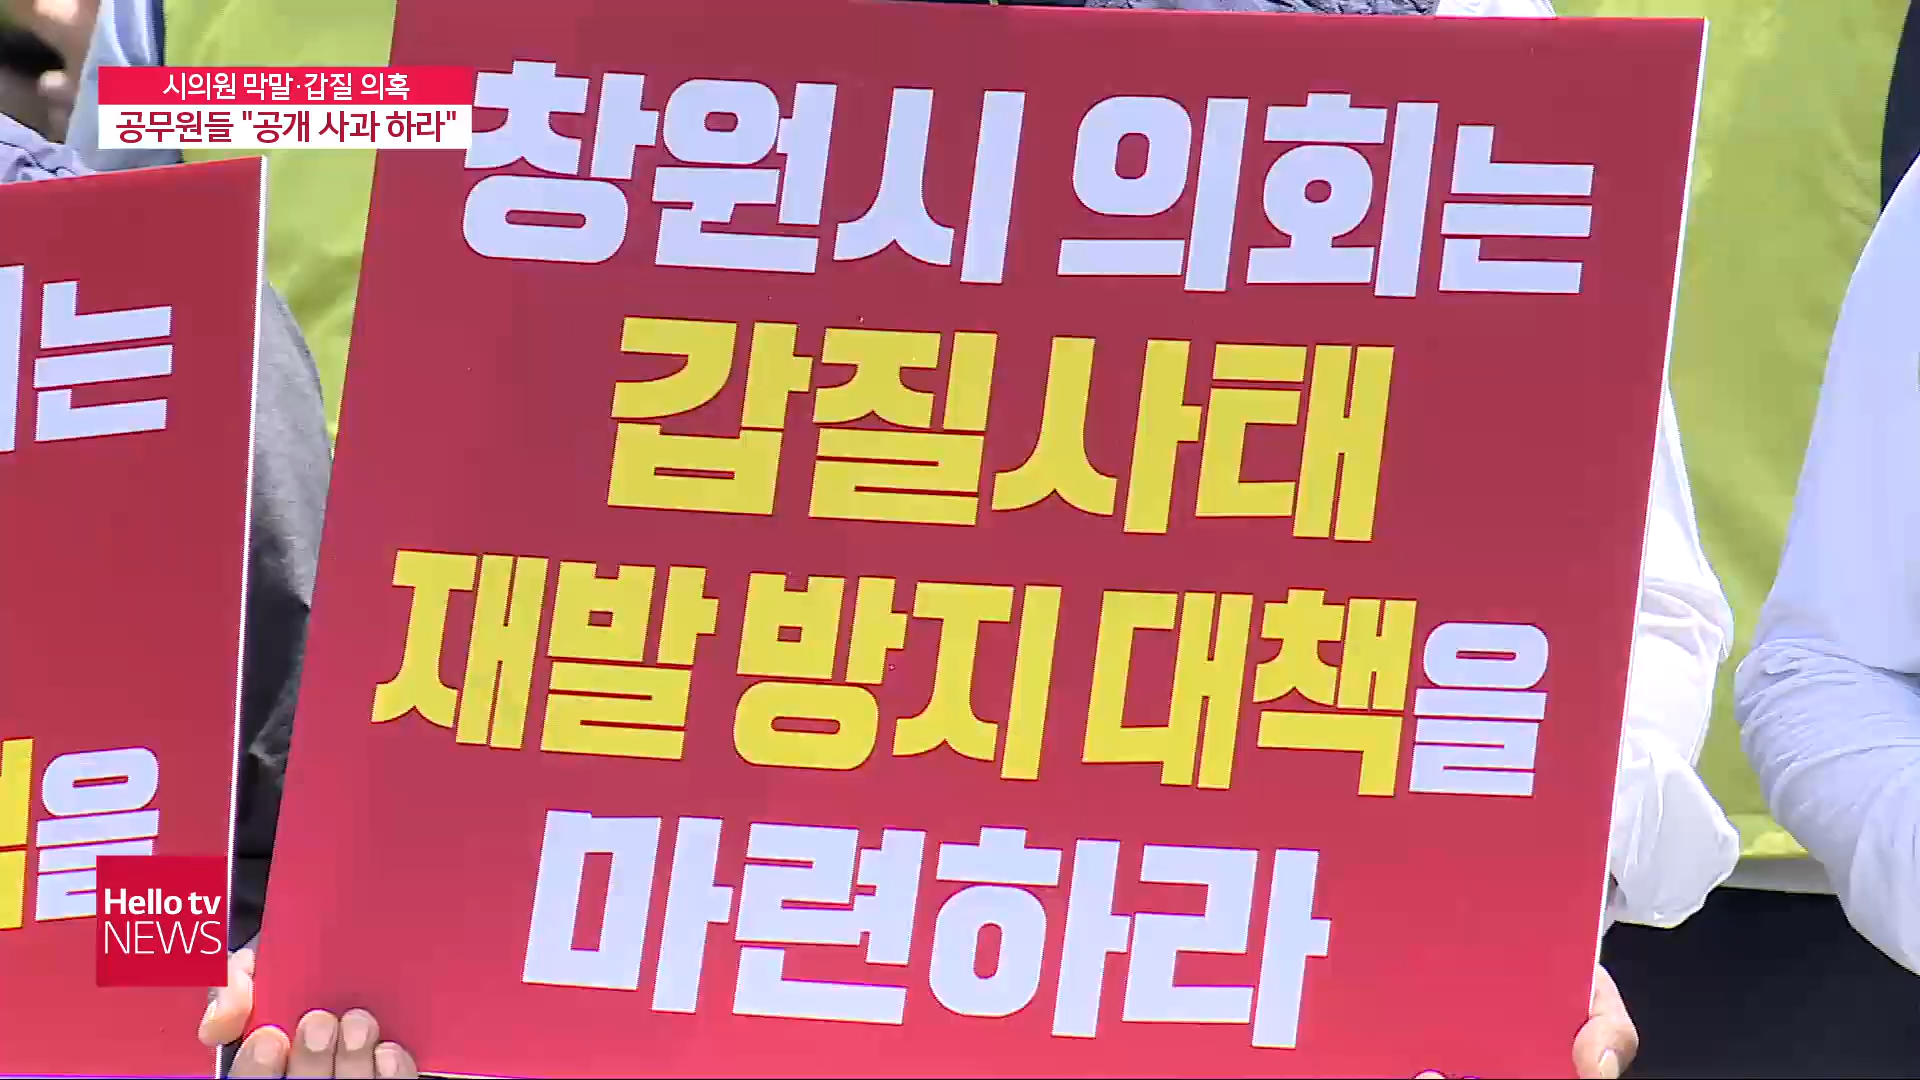 시의원 막말·갑질 의혹
공무원들 "공개 사과 하라"
창원시 의회는
갑질사태
재발 방지 대책을
마련하라
는
을
Hello tv
NEWS